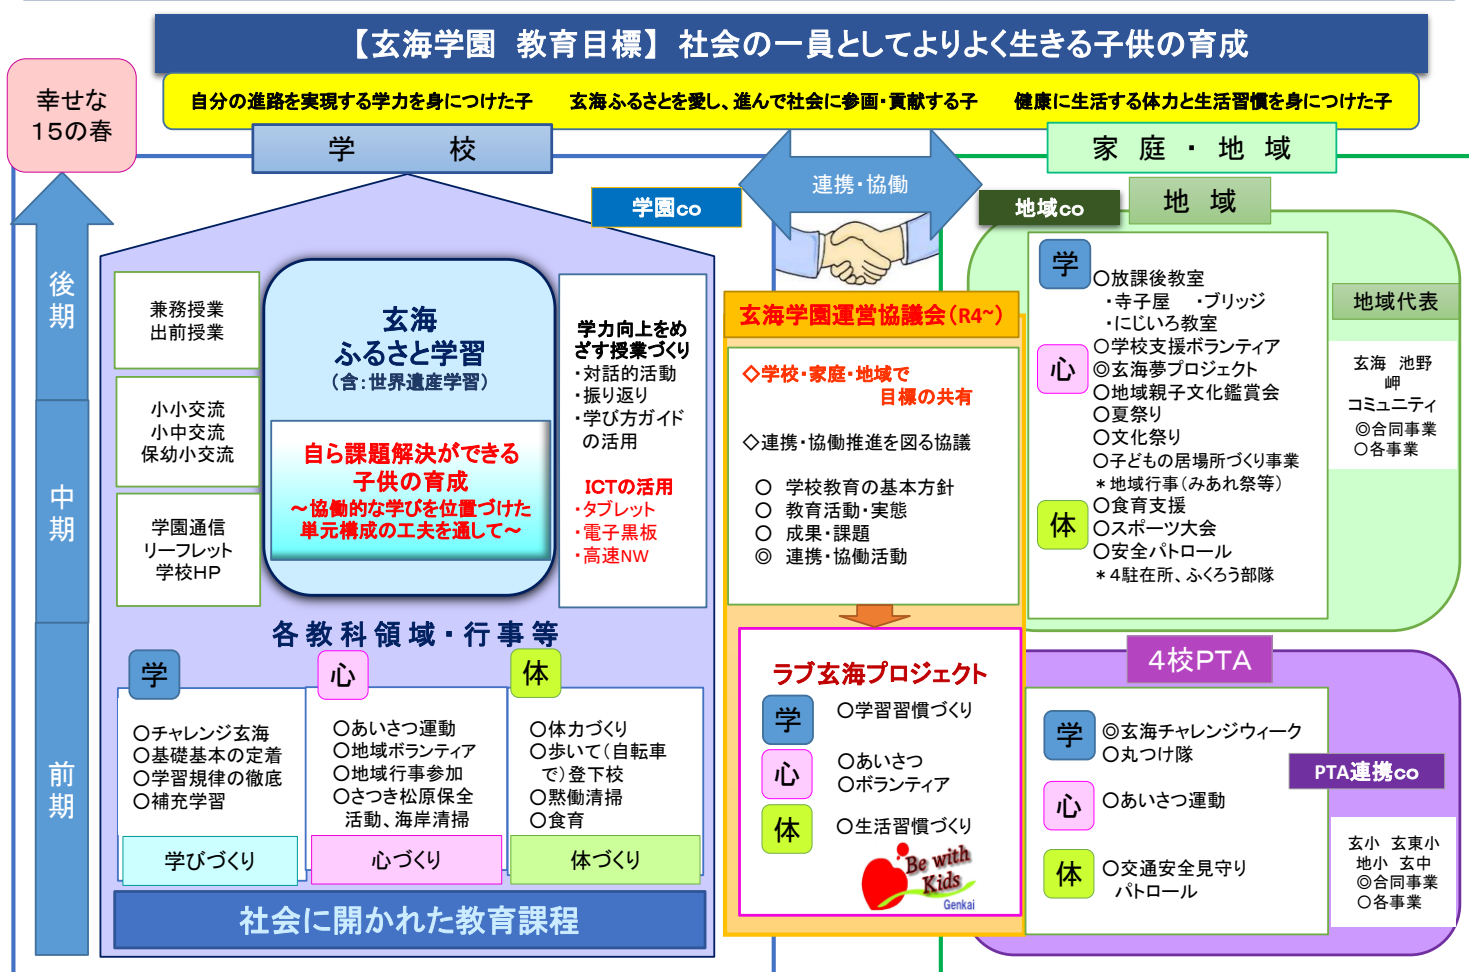 【玄海学園 教育目標】 社会の一員としてよりよく生きる子供の育成
幸せな
15の春
自分の進路を実現する学力を身につけた子 玄海ふるさとを愛し、進んで社会に参画・貢献する子 健康に生活する体力と生活習慣を身につけた子
学 校
連携・協働
家 庭 ・ 地 域
学園co
地域co
地 域
後期
中期
前期
兼務授業
出前授業
小小交流
小中交流
保幼小交流
学園通信
リーフレット
学校HP
玄海
ふるさと学習
(含:世界遺産学習)
自ら課題解決ができる
子供の育成
～協働的な学びを位置づけた
単元構成の工夫を通して～
学力向上をめ
ざす授業づくり
・対話的活動
・振り返り
・学び方ガイド
の活用
ICTの活用
・タブレット
・電子黒板
・高速NW
各教科領域・行事等
学
○チャレンジ玄海
○基礎基本の定着
○学習規律の徹底
○補充学習
学びづくり
心
○あいさつ運動
○地域ボランティア
○地域行事参加
○さつき松原保全
活動、海岸清掃
心づくり
体
○体力づくり
○歩いて(自転車
で)登下校
○黙働清掃
○食育
体づくり
社会に開かれた教育課程
玄海学園運営協議会(R4~)
◇学校・家庭・地域で
目標の共有
◇連携・協働推進を図る協議
○ 学校教育の基本方針
○ 教育活動・実態
○ 成果・課題
◎ 連携・協働活動
ラブ玄海プロジェクト
学
○学習習慣づくり
心
○あいさつ
○ボランティア
体
○生活習慣づくり
Be with
Kids
Genkai
学
○放課後教室
・寺子屋 ・ブリッジ
・にじいろ教室
○学校支援ボランティア
心
◎玄海夢プロジェクト
○地域親子文化鑑賞会
○夏祭り
○文化祭り
○子どもの居場所づくり事業
＊地域行事(みあれ祭等)
体
○食育支援
○スポーツ大会
○安全パトロール
＊4駐在所、ふくろう部隊
地域代表
玄海 池野
岬
コミュニティ
◎合同事業
○各事業
4校PTA
学
◎玄海チャレンジウィーク
○丸つけ隊
心
○あいさつ運動
体
○交通安全見守り
パトロール
PTA連携co
玄小 玄東小
地小 玄中
◎合同事業
○各事業